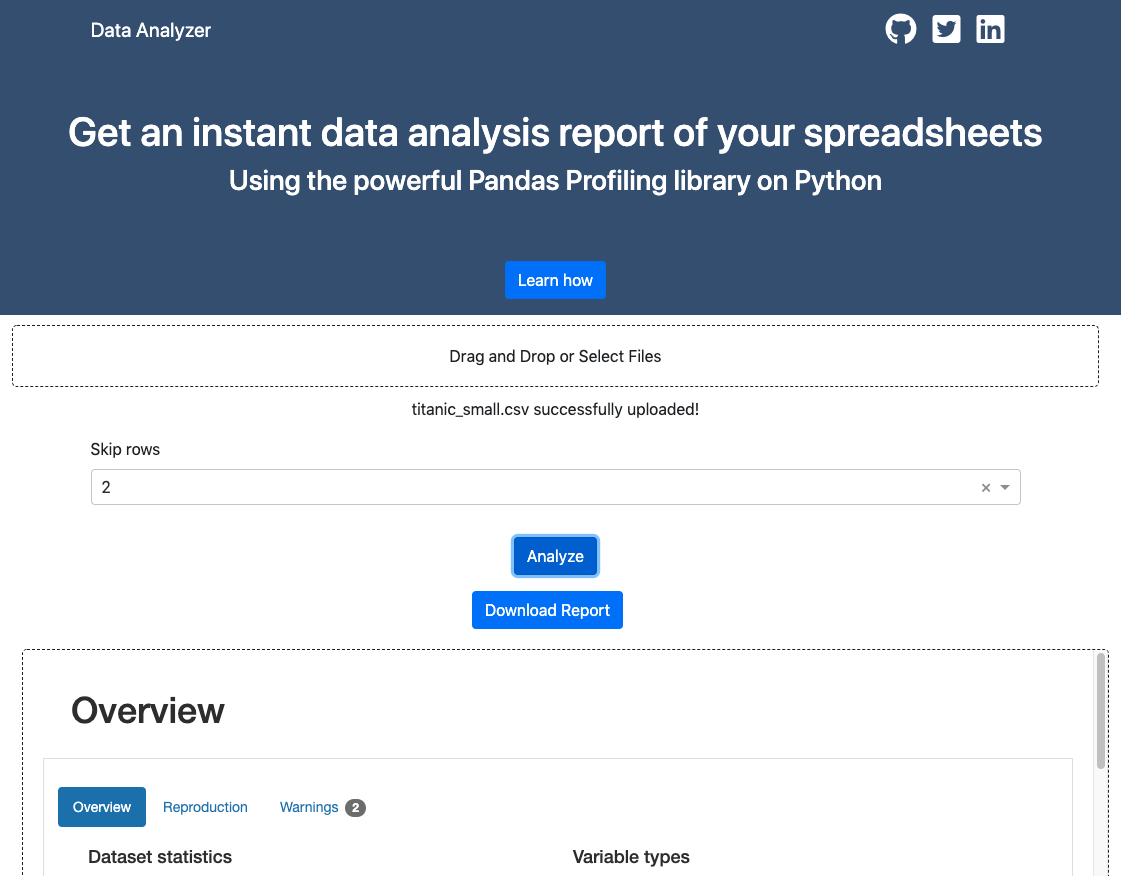 Data Analyzer
Get an instant data analysis report of your spreadsheets
Using the powerful Pandas Profiling library on Python
Learn how
Drag and Drop or Select Files
titanic_small.csv successfully uploaded!
Skip rows
2
Analyze
Download Report
Overview
Overview Reproduction Warnings 2
Dataset statistics Variable types